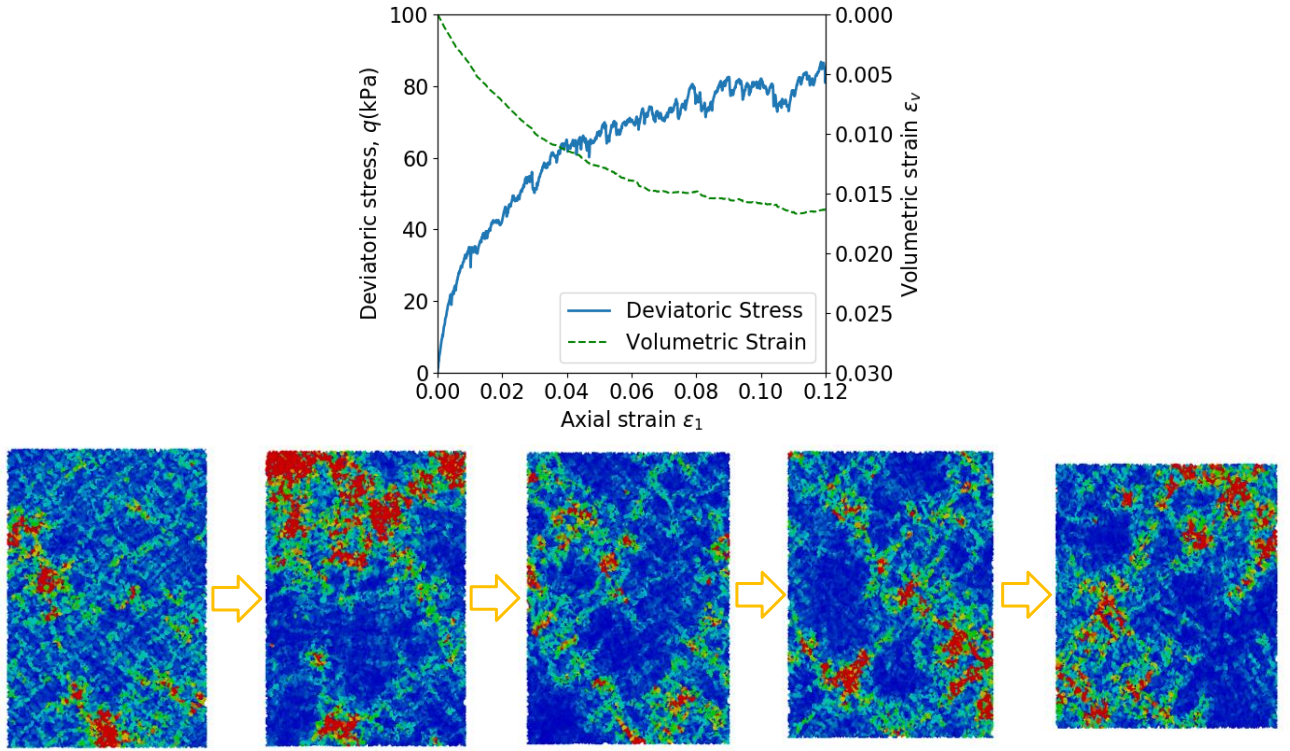 100
80
60
40
20
0
Deviatoric stress, q(kPa)
0.000
0.005
0.010
0.015
0.020
0.025
0.030
Volumetric strain εᵥ
Deviatoric Stress
Volumetric Strain
0.00 0.02 0.04 0.06 0.08 0.10 0.12
Axial strain ε₁